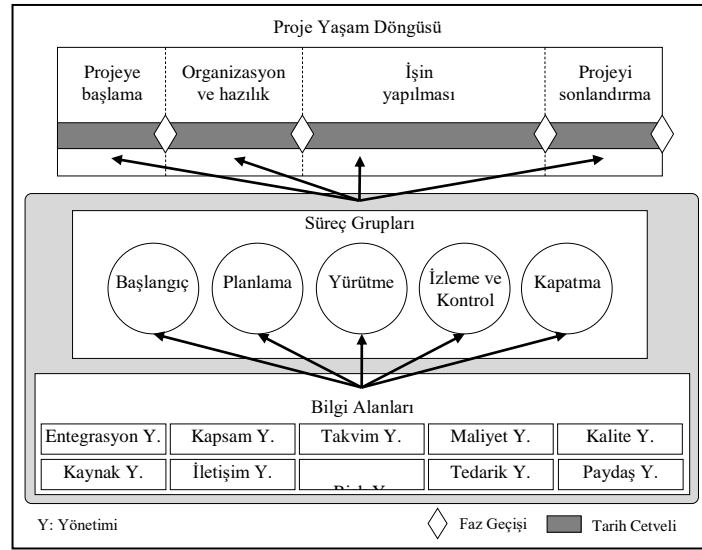 Proje Yaşam Döngüsü
Projeye
başlama
Organizasyon
ve hazılık
İşin
yapılması
Projeyi
sonlandırma
Süreç Grupları
Başlangıç
Planlama
Yürütme
İzleme ve
Kontrol
Kapatma
Bilgi Alanları
Entegrasyon Y.
Kapsam Y.
Takvim Y.
Maliyet Y.
Kalite Y.
Kaynak Y.
İletişim Y.
Tedarik Y.
Paydaş Y.
Y: Yönetimi
Faz Geçişi
Tarih Cetveli